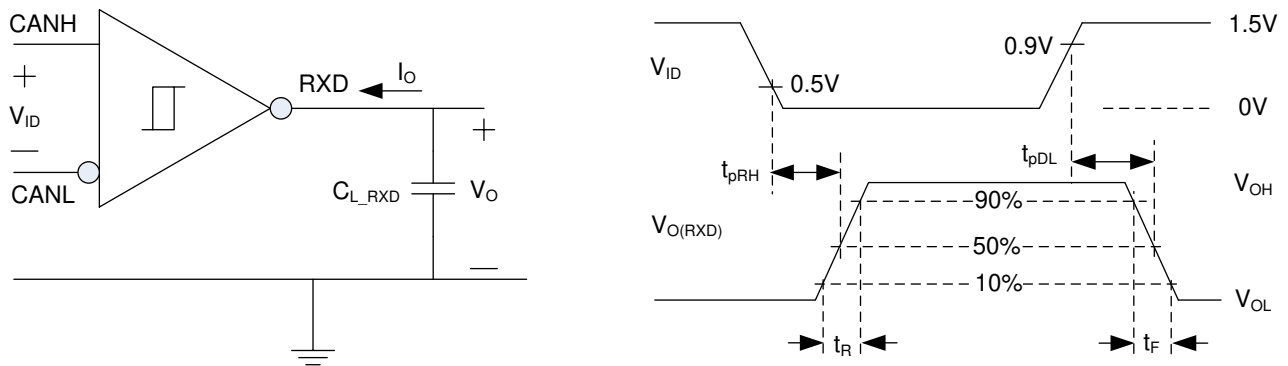 CANH
+
V_ID
—
CANL
RXD
I_O
+
C_L_RXD
V_O
—
1.5V
0.9V
V_ID
0.5V
0V
t_pRH
t_pDL
V_OH
90%
V_O(RXD)
50%
10%
V_OL
t_R
t_F